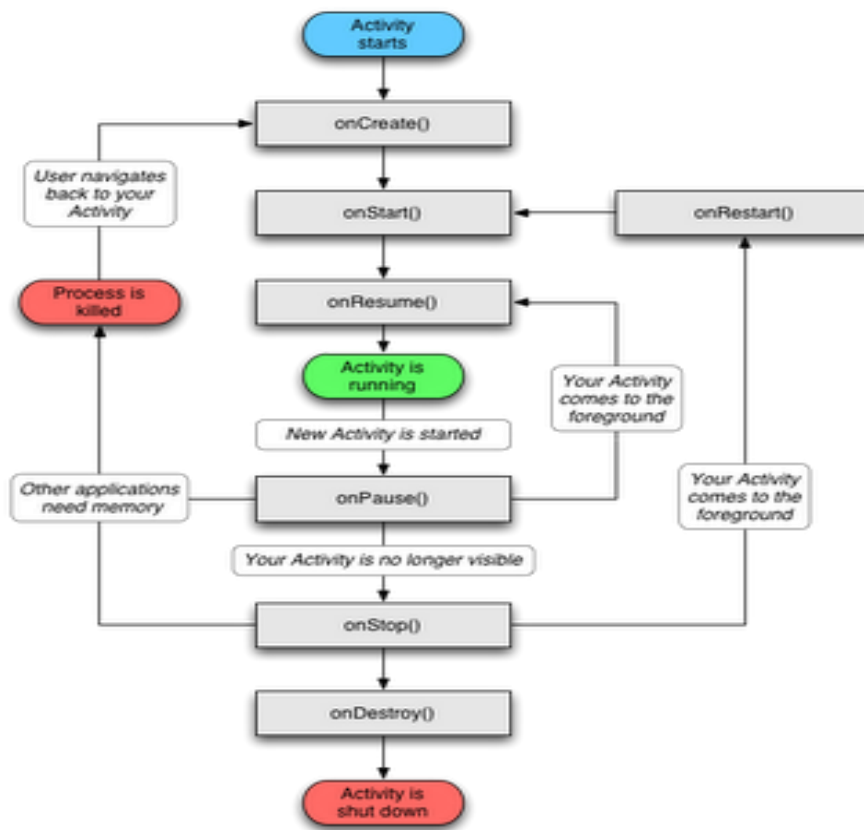 Activity
starts
onCreate()
User navigates
back to your
Activity
onStart()
onRestart()
Process is
killed
onResume()
Activity is
running
Your Activity
comes to the
foreground
New Activity is started
Other applications
need memory
onPause()
Your Activity
comes to the
foreground
Your Activity is no longer visible
onStop()
onDestroy()
Activity is
shut down